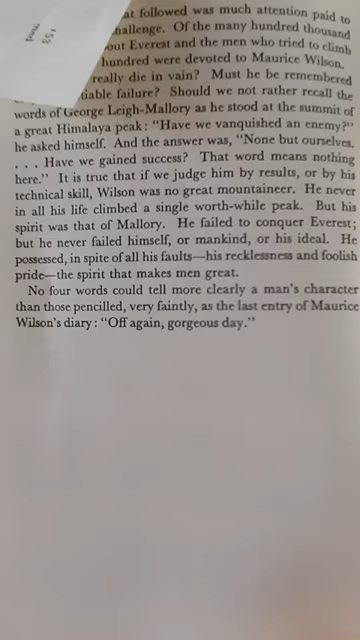 at followed was much attention paid to
hallenge. Of the many hundred thousand
out Everest and the men who tried to climb
hundred were devoted to Maurice Wilson.
really die in vain? Must he be remembered
tiable failure? Should we not rather recall the
words of George Leigh-Mallory as he stood at the summit of
a great Himalaya peak: "Have we vanquished an enemy?"
he asked himself. And the answer was, "None but ourselves.
. . . Have we gained success? That word means nothing
here." It is true that if we judge him by results, or by his
technical skill, Wilson was no great mountaineer. He never
in all his life climbed a single worth-while peak. But his
spirit was that of Mallory. He failed to conquer Everest;
but he never failed himself, or mankind, or his ideal. He
possessed, in spite of all his faults—his recklessness and foolish
pride—the spirit that makes men great.
No four words could tell more clearly a man's character
than those pencilled, very faintly, as the last entry of Maurice
Wilson's diary: "Off again, gorgeous day."